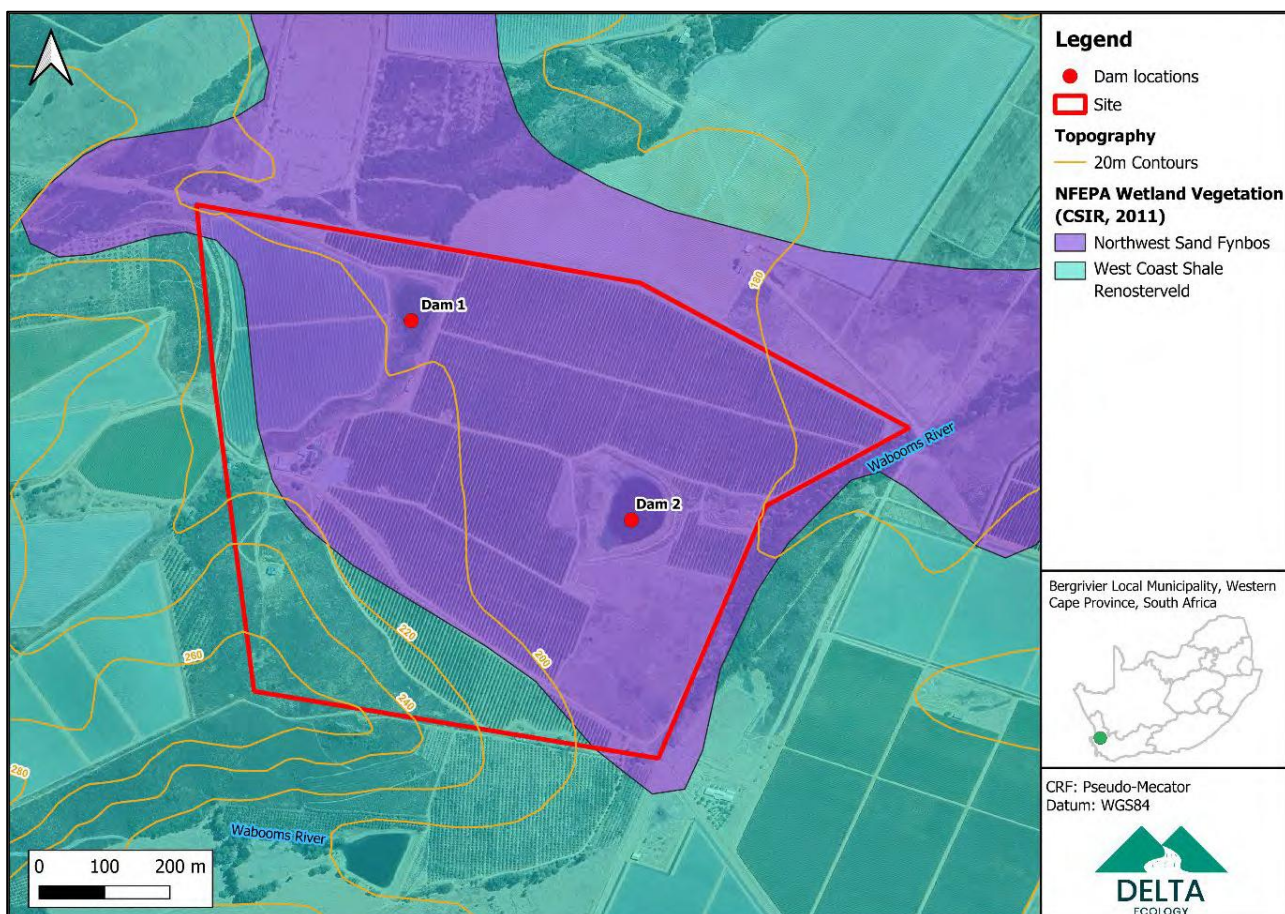 Dam 1
180
Wabooms River
Dam 2
220
200
260
240
280
Wabooms River
0 100 200 m
Legend
Dam locations
Site
Topography
20m Contours
NFEPA Wetland Vegetation
(CSIR, 2011)
Northwest Sand Fynbos
West Coast Shale
Renosterveld
Bergrivier Local Municipality, Western
Cape Province, South Africa
CRF: Pseudo-Mecator
Datum: WGS84
DELTA
ECOLOGY